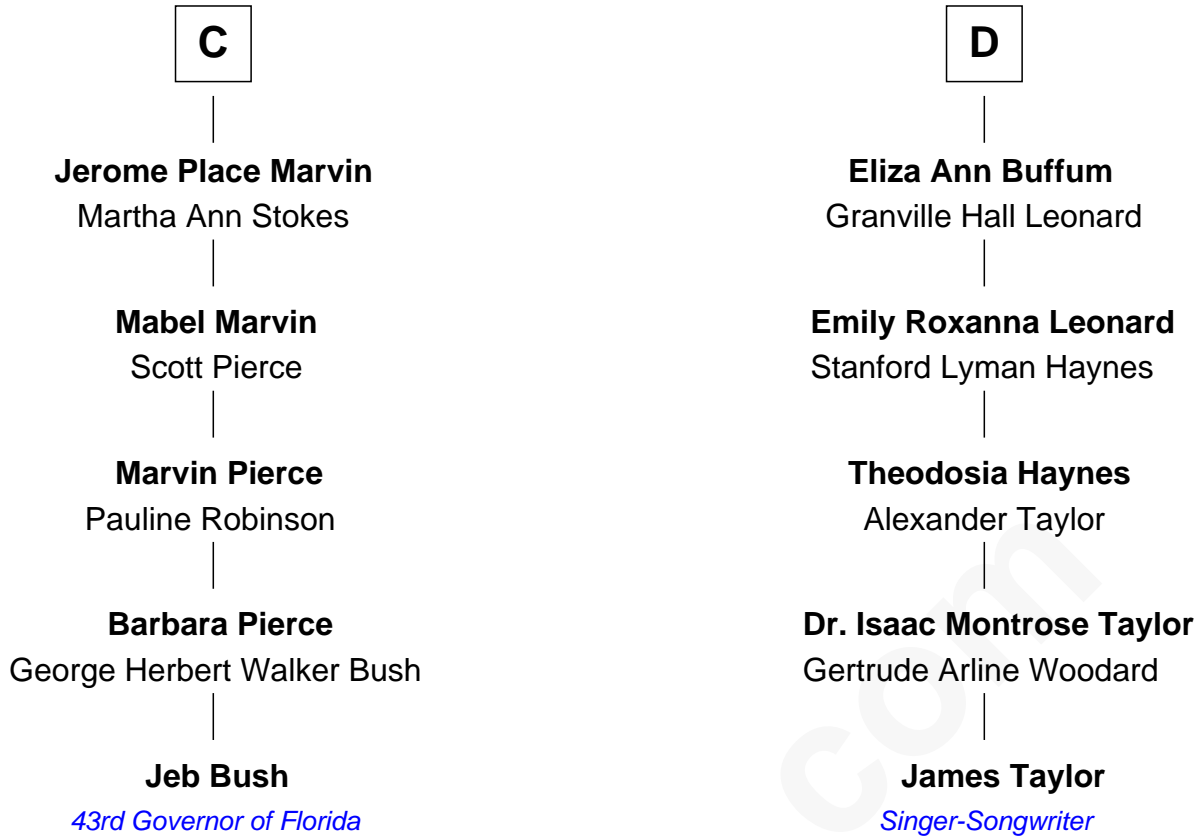 C
Jerome Place Marvin
Martha Ann Stokes
Mabel Marvin
Scott Pierce
Marvin Pierce
Pauline Robinson
Barbara Pierce
George Herbert Walker Bush
Jeb Bush
43rd Governor of Florida
D
Eliza Ann Buffum
Granville Hall Leonard
Emily Roxanna Leonard
Stanford Lyman Haynes
Theodosia Haynes
Alexander Taylor
Dr. Isaac Montrose Taylor
Gertrude Arline Woodard
James Taylor
Singer-Songwriter
com